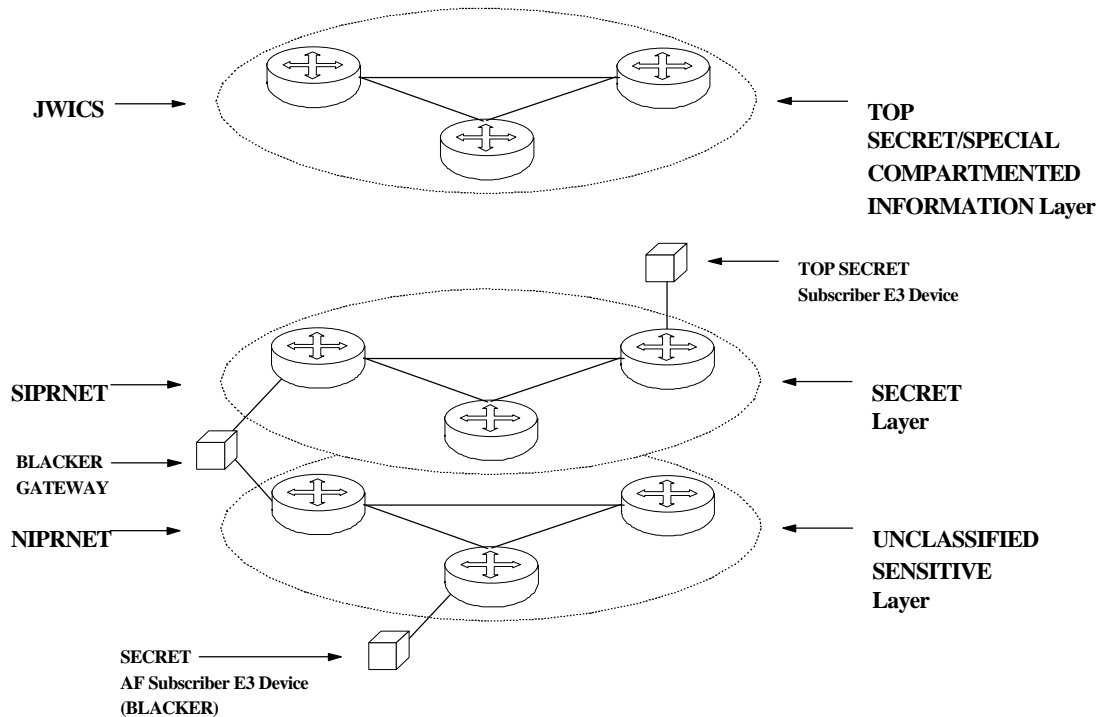 JWICS
TOP
SECRET/SPECIAL
COMPARTMENTED
INFORMATION Layer
TOP SECRET
Subscriber E3 Device
SIPRNET
SECRET
Layer
BLACKER
GATEWAY
NIPRNET
UNCLASSIFIED
SENSITIVE
Layer
SECRET
AF Subscriber E3 Device
(BLACKER)